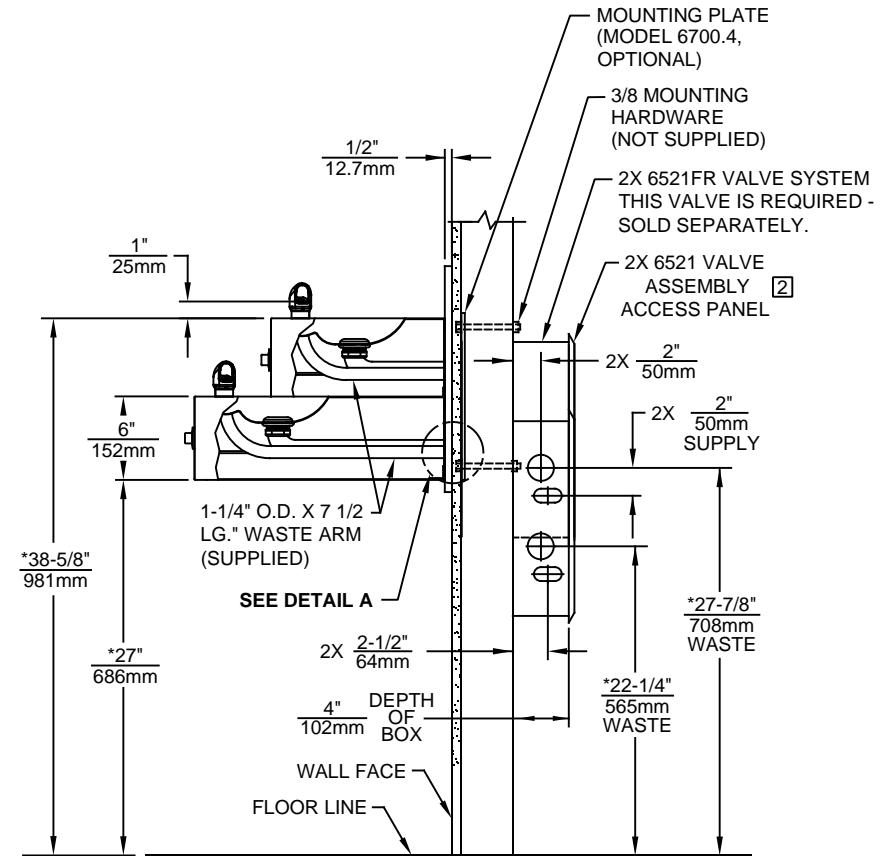 MOUNTING PLATE
(MODEL 6700.4,
OPTIONAL)
3/8 MOUNTING
HARDWARE
(NOT SUPPLIED)
1/2"
12.7mm
2X 6521FR VALVE SYSTEM
THIS VALVE IS REQUIRED -
SOLD SEPARATELY.
1"
25mm
2X 6521 VALVE
ASSEMBLY 2
ACCESS PANEL
2X 2"
50mm
2X 2"
50mm
SUPPLY
6"
152mm
1-1/4" O.D. X 7 1/2
LG." WASTE ARM
(SUPPLIED)
*38-5/8"
981mm
SEE DETAIL A
*27-7/8"
708mm
WASTE
*27"
686mm
2X 2-1/2"
64mm
*22-1/4"
565mm
WASTE
4"
102mm
DEPTH
OF
BOX
WALL FACE
FLOOR LINE